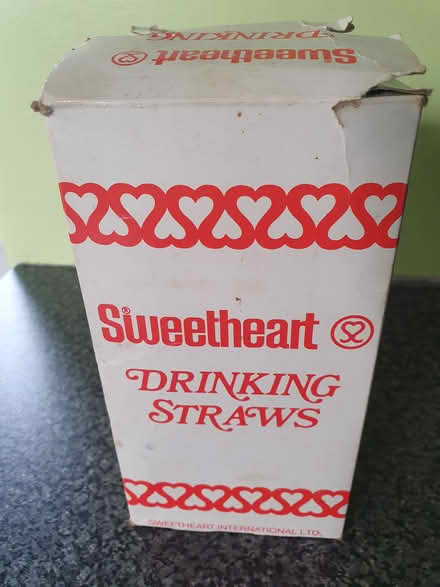 DRINKING
Sweetheart
Sweetheart®
DRINKING
STRAWS
SWEETHEART INTERNATIONAL LTD.